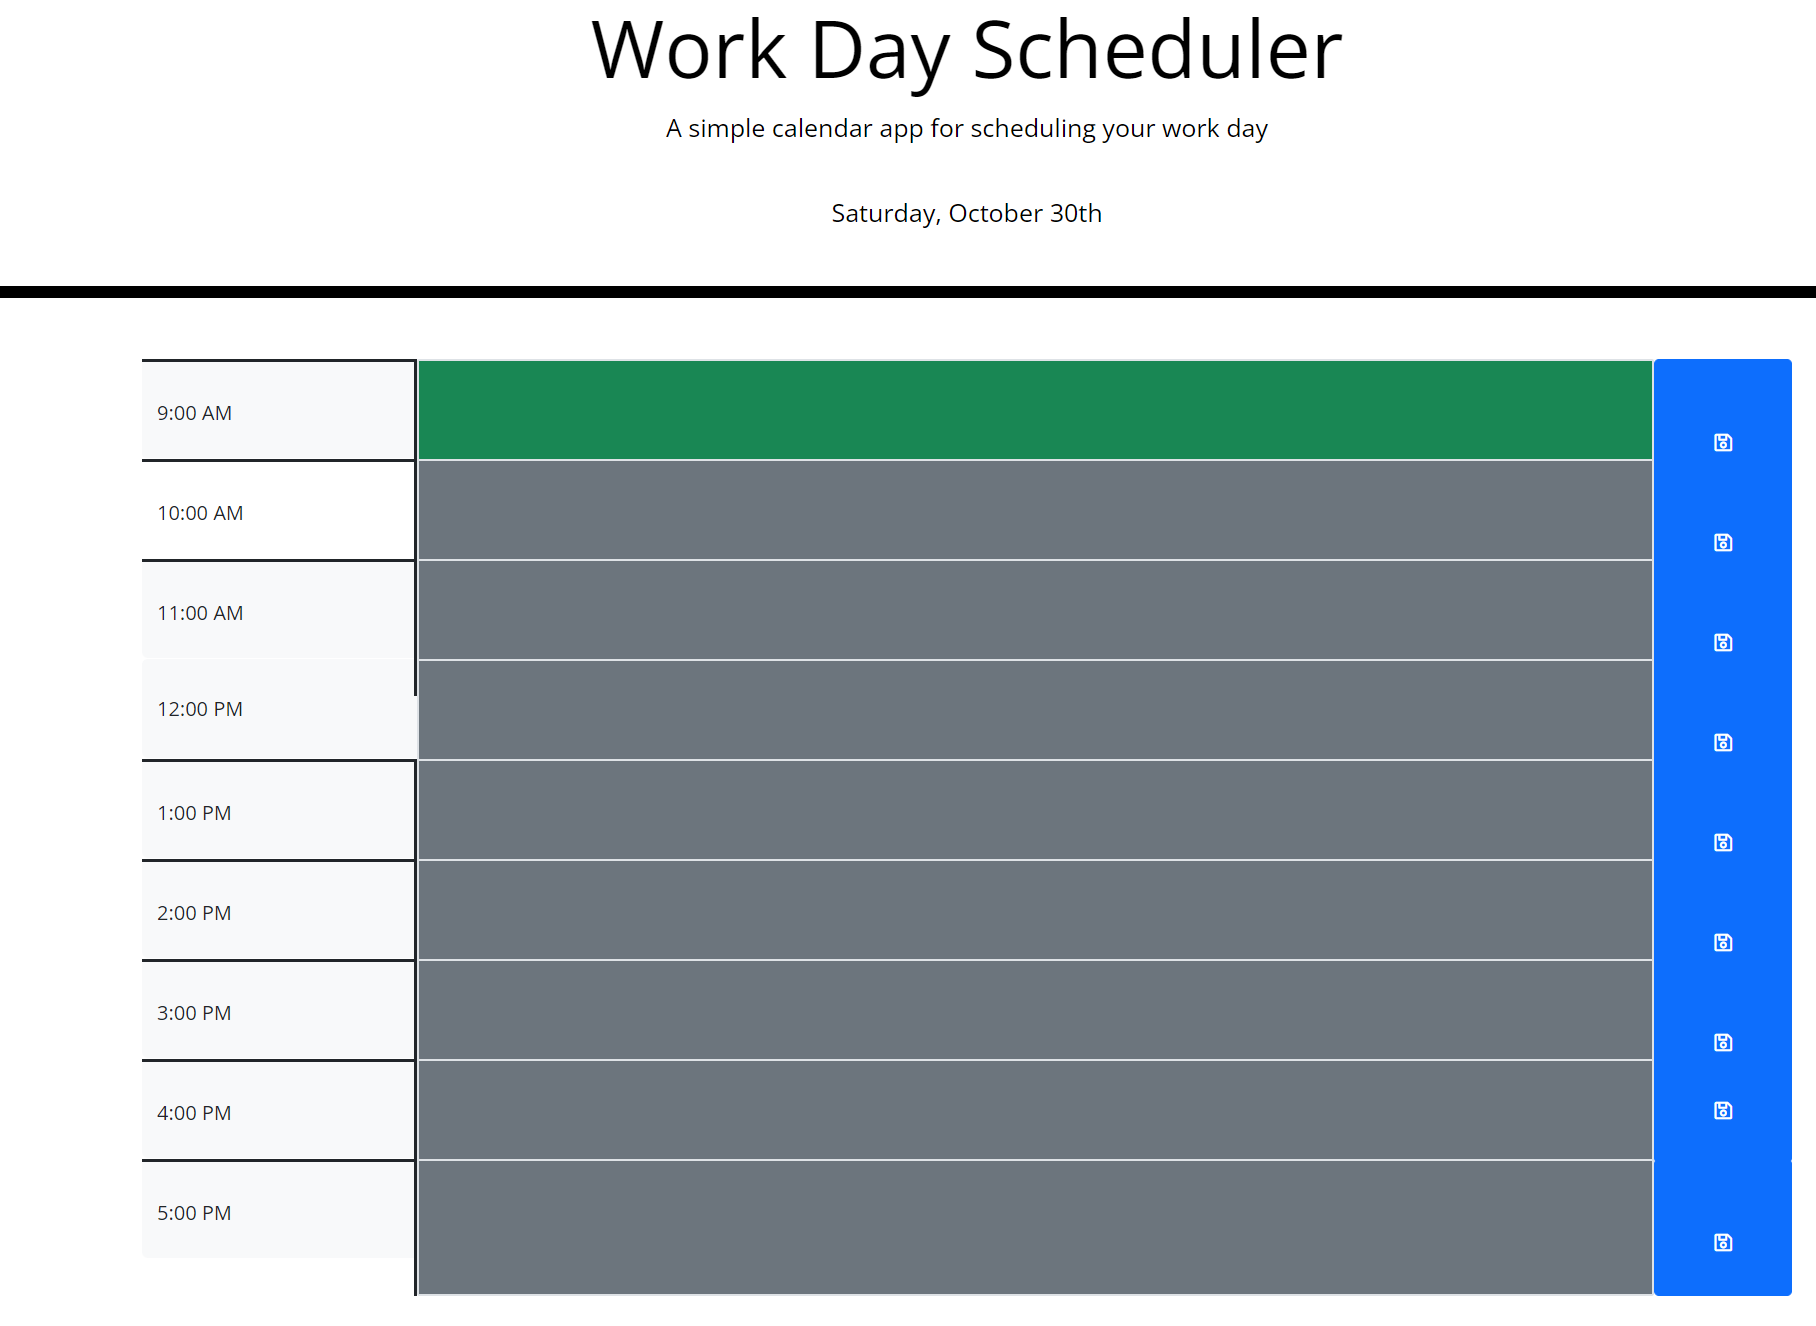 Work Day Scheduler
A simple calendar app for scheduling your work day
Saturday, October 30th
9:00 AM
10:00 AM
11:00 AM
12:00 PM
1:00 PM
2:00 PM
3:00 PM
4:00 PM
5:00 PM